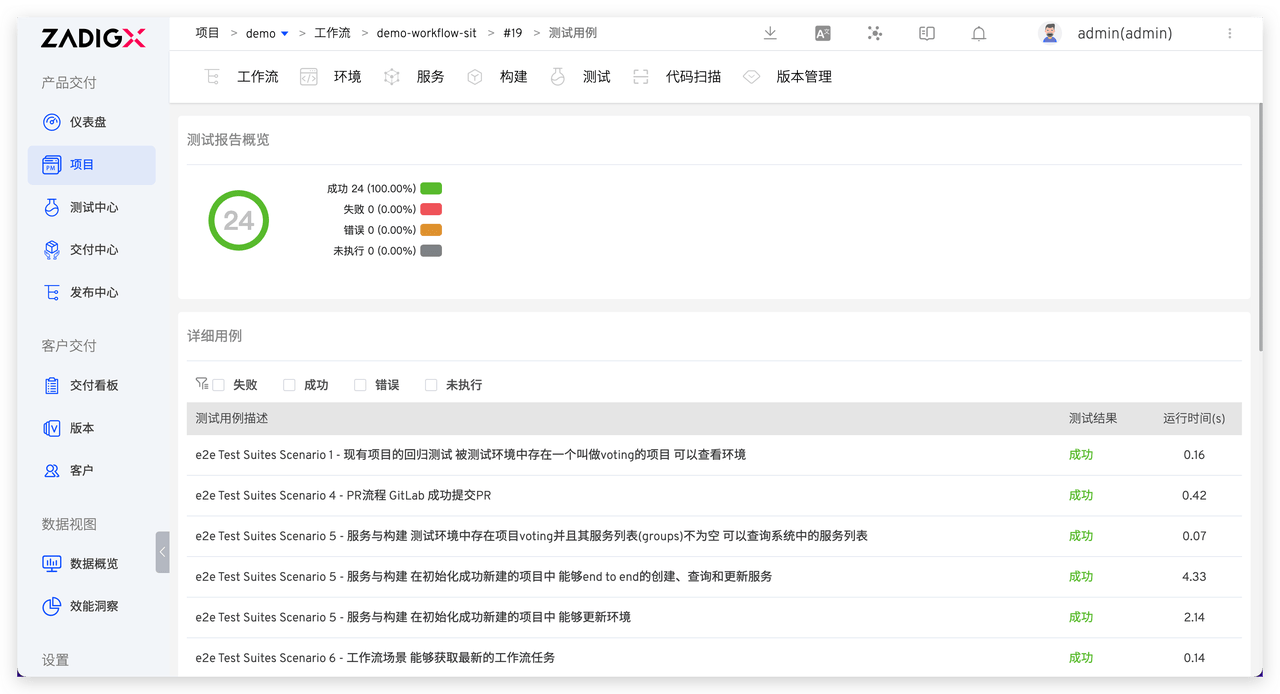 ZADIGX
产品交付
仪表盘
项目
测试中心
交付中心
发布中心
客户交付
交付看板
版本
客户
数据视图
数据概览
效能洞察
设置
项目 > demo > 工作流 > demo-workflow-sit > #19 > 测试用例
admin(admin)
工作流 环境 服务 构建 测试 代码扫描 版本管理
测试报告概览
24
成功 24 (100.00%)
失败 0 (0.00%)
错误 0 (0.00%)
未执行 0 (0.00%)
详细用例
失败 成功 错误 未执行
测试用例描述 测试结果 运行时间(s)
e2e Test Suites Scenario 1 - 现有项目的回归测试 被测试环境中存在一个叫做voting的项目 可以查看环境 成功 0.16
e2e Test Suites Scenario 4 - PR流程 GitLab 成功提交PR 成功 0.42
e2e Test Suites Scenario 5 - 服务与构建 测试环境中存在项目voting并且其服务列表(groups)不为空 可以查询系统中的服务列表 成功 0.07
e2e Test Suites Scenario 5 - 服务与构建 在初始化成功新建的项目中 能够end to end的创建、查询和更新服务 成功 4.33
e2e Test Suites Scenario 5 - 服务与构建 在初始化成功新建的项目中 能够更新环境 成功 2.14
e2e Test Suites Scenario 6 - 工作流场景 能够获取最新的工作流任务 成功 0.14